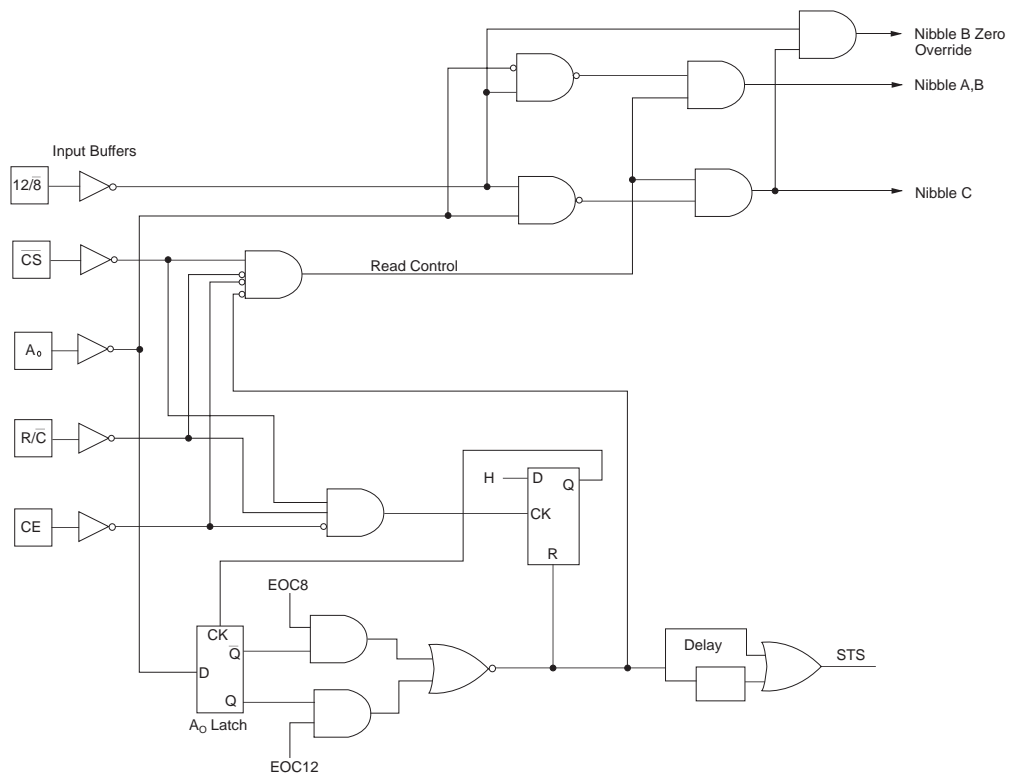 Nibble B Zero
Override
Nibble A,B
Input Buffers
12/8̅
Nibble C
C̅S̅
Read Control
A₀
R/C̅
H
D
Q
CK
CE
R
EOC8
CK
Q̅
D
Q
Delay
STS
A₀ Latch
EOC12